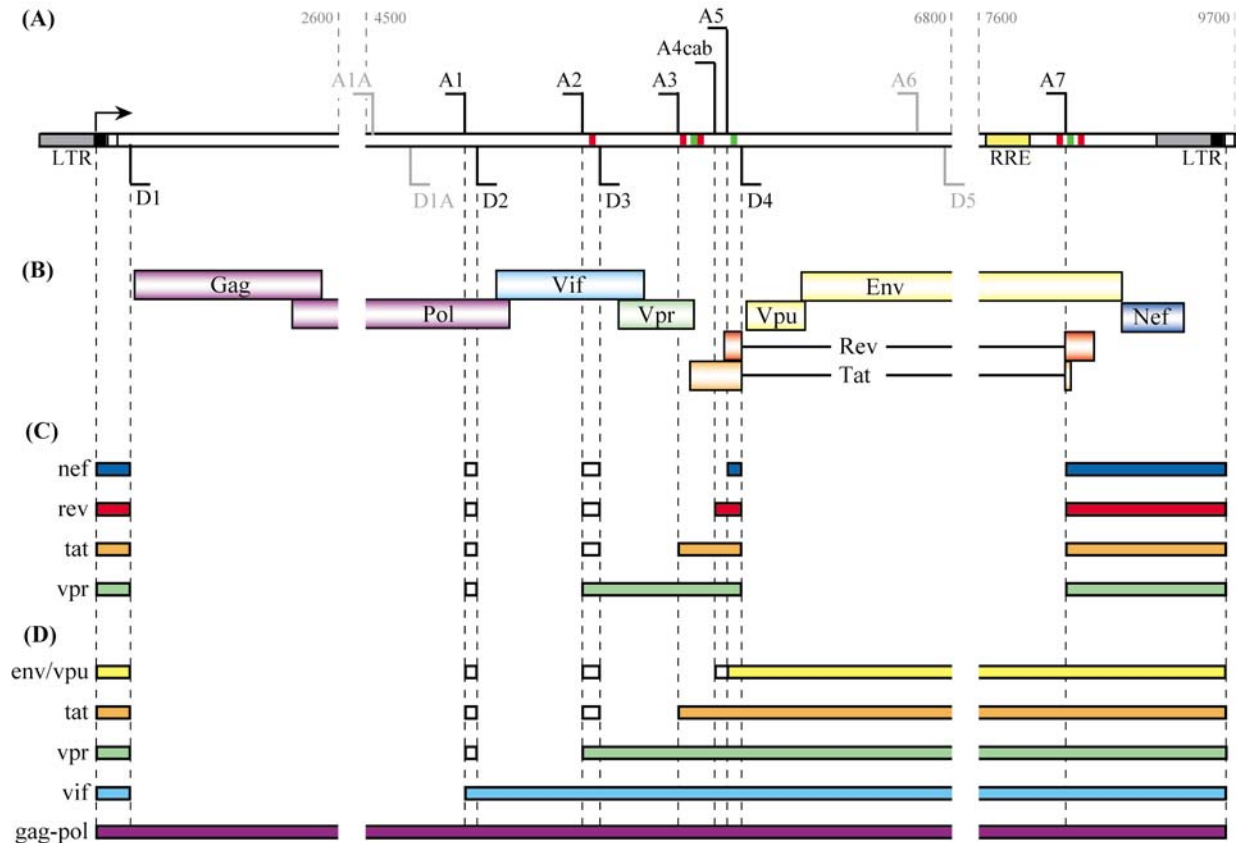 (A)
2600
4500
6800
7600
9700
A5
A4cab
A1A
A1
A2
A3
A6
A7
LTR
RRE
LTR
D1
D1A
D2
D3
D4
D5
(B)
Gag
Vif
Env
Pol
Vpr
Vpu
Nef
Rev
Tat
(C)
nef
rev
tat
vpr
(D)
env/vpu
tat
vpr
vif
gag-pol